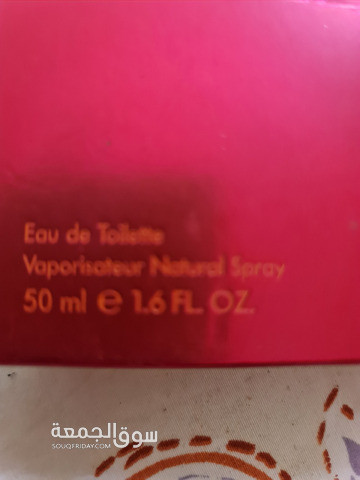 Eau de Toilette
Vaporisateur Natural Spray
50 ml e 1.6 FL. OZ.
سوق الجمعة
SOUQFRIDAY.COM